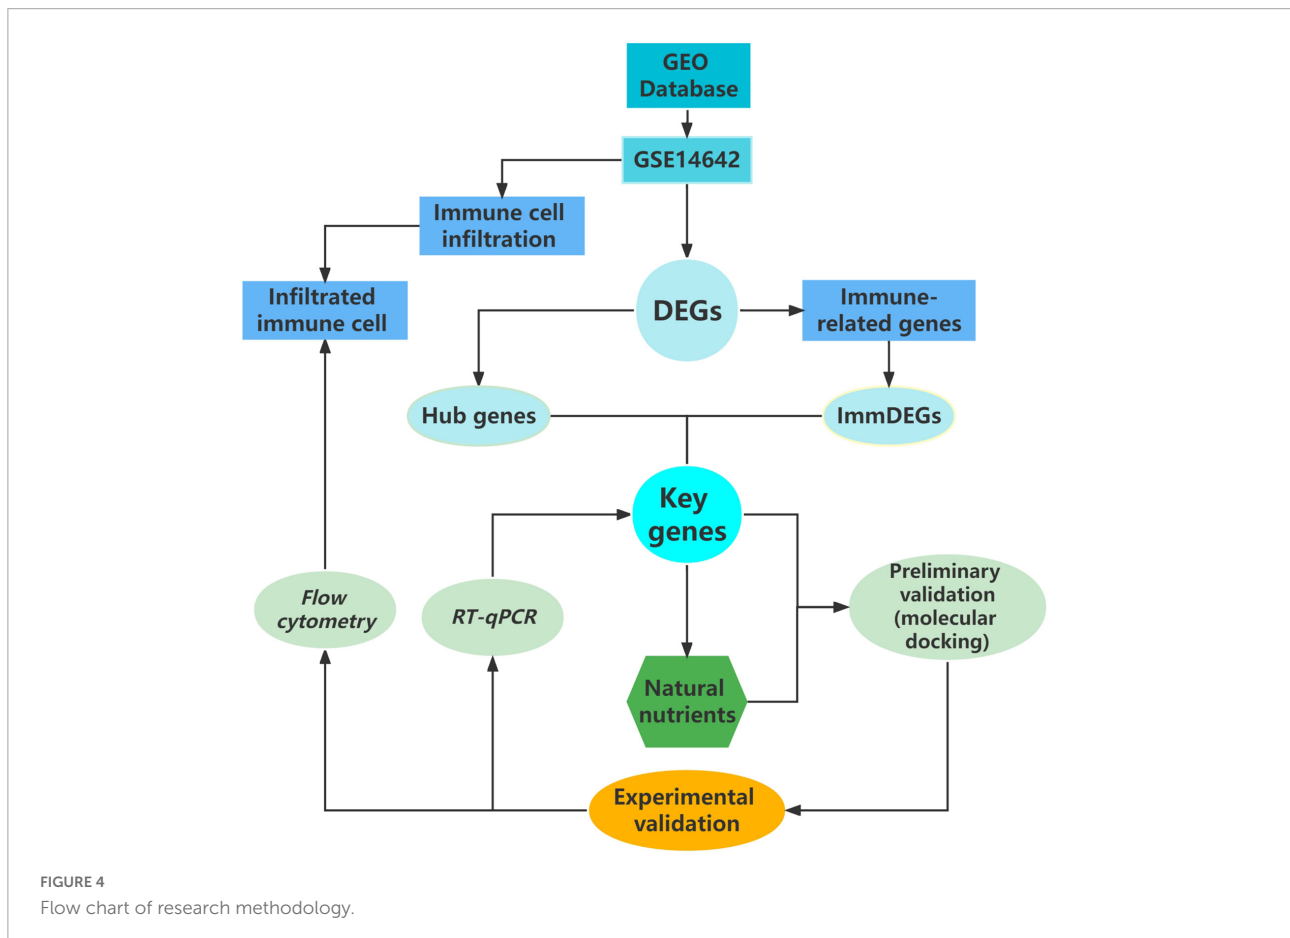 GEO
Database
GSE14642
Immune cell
infiltration
Infiltrated
immune cell
DEGs
Immune-
related genes
Hub genes
ImmDEGs
Key
genes
Flow
cytometry
RT-qPCR
Preliminary
validation
(molecular
docking)
Natural
nutrients
Experimental
validation
FIGURE 4
Flow chart of research methodology.